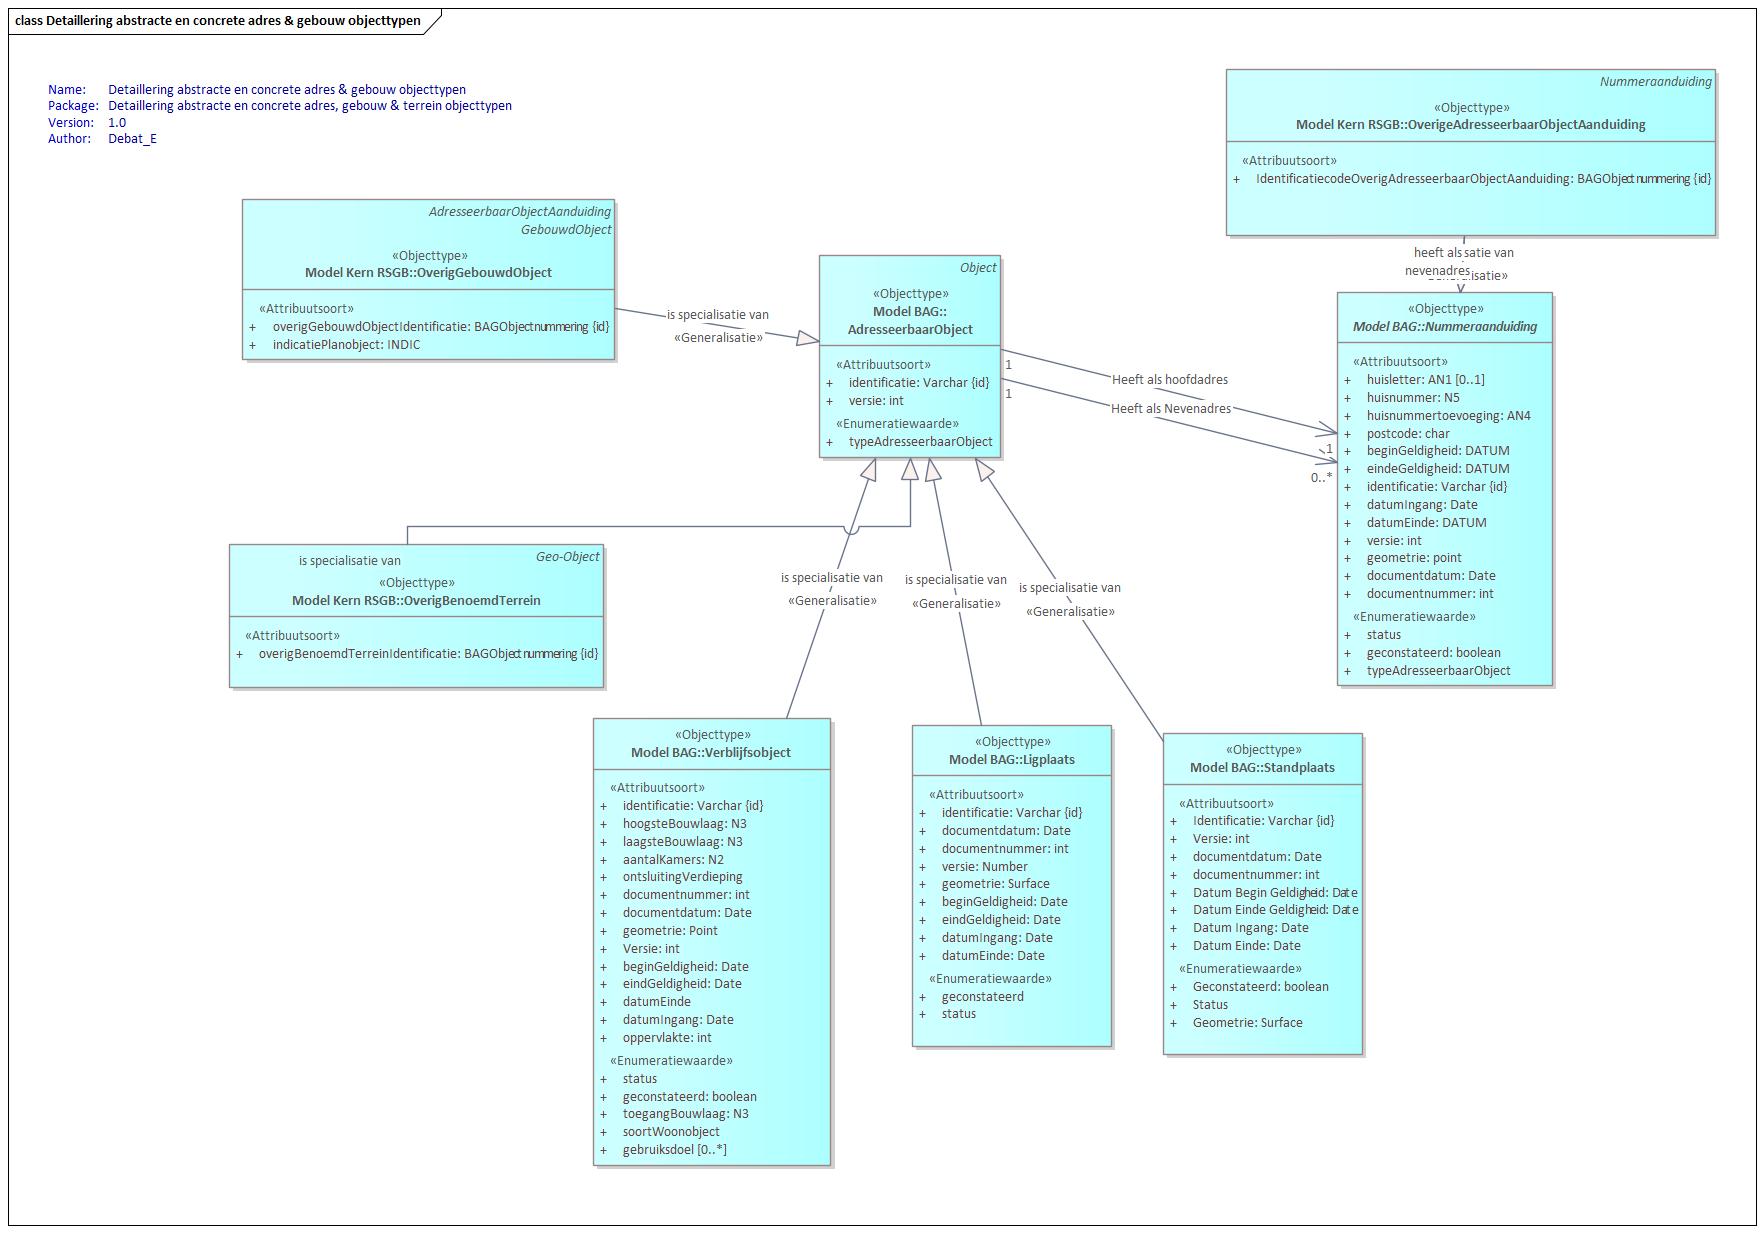 class Detaillering abstracte en concrete adres & gebouw objecttypen
Name: Detaillering abstracte en concrete adres & gebouw objecttypen
Package: Detaillering abstracte en concrete adres, gebouw & terrein objecttypen
Version: 1.0
Author: Debat_E
Nummeraanduiding
«Objecttype»
Model Kern RSGB::OverigeAdresseerbaarObjectAanduiding
«Attribuutsoort»
+ IdentificatiecodeOverigAdresseerbaarObjectAanduiding: BAGObjectnummering {id}
AdresseerbaarObjectAanduiding
GebouwdObject
«Objecttype»
Model Kern RSGB::OverigGebouwdObject
«Attribuutsoort»
+ overigGebouwdObjectIdentificatie: BAGObjectnummering {id}
+ indicatiePlanobject: INDIC
is specialisatie van
«Generalisatie»
Object
«Objecttype»
Model BAG::
AdresseerbaarObject
«Attribuutsoort»
+ identificatie: Varchar {id}
+ versie: int
«Enumeratiewaarde»
+ typeAdresseerbaarObject
heeft als satie van
nevenadres isatie»
1
Heeft als hoofdadres
1
1
Heeft als Nevenadres
0..*
«Objecttype»
Model BAG::Nummeraanduiding
«Attribuutsoort»
+ huisletter: AN1 [0..1]
+ huisnummer: N5
+ huisnummertoevoeging: AN4
+ postcode: char
+ beginGeldigheid: DATUM
+ eindeGeldigheid: DATUM
+ identificatie: Varchar {id}
+ datumIngang: Date
+ datumEinde: DATUM
+ versie: int
+ geometrie: point
+ documentdatum: Date
+ documentnummer: int
«Enumeratiewaarde»
+ status
+ geconstateerd: boolean
+ typeAdresseerbaarObject
is specialisatie van
Geo-Object
«Objecttype»
Model Kern RSGB::OverigBenoemdTerrein
«Attribuutsoort»
+ overigBenoemdTerreinIdentificatie: BAGObjectnummering {id}
is specialisatie van
«Generalisatie»
is specialisatie van
«Generalisatie»
is specialisatie van
«Generalisatie»
«Objecttype»
Model BAG::Verblijfsobject
«Attribuutsoort»
+ identificatie: Varchar {id}
+ hoogsteBouwlaag: N3
+ laagsteBouwlaag: N3
+ aantalKamers: N2
+ ontsluitingVerdieping
+ documentnummer: int
+ documentdatum: Date
+ geometrie: Point
+ Versie: int
+ beginGeldigheid: Date
+ eindGeldigheid: Date
+ datumEinde
+ datumIngang: Date
+ oppervlakte: int
«Enumeratiewaarde»
+ status
+ geconstateerd: boolean
+ toegangBouwlaag: N3
+ soortWoonobject
+ gebruiksdoel [0..*]
«Objecttype»
Model BAG::Ligplaats
«Attribuutsoort»
+ identificatie: Varchar {id}
+ documentdatum: Date
+ documentnummer: int
+ versie: Number
+ geometrie: Surface
+ beginGeldigheid: Date
+ eindGeldigheid: Date
+ datumIngang: Date
+ datumEinde: Date
«Enumeratiewaarde»
+ geconstateerd
+ status
«Objecttype»
Model BAG::Standplaats
«Attribuutsoort»
+ Identificatie: Varchar {id}
+ Versie: int
+ documentdatum: Date
+ documentnummer: int
+ Datum Begin Geldigheid: Date
+ Datum Einde Geldigheid: Date
+ Datum Ingang: Date
+ Datum Einde: Date
«Enumeratiewaarde»
+ Geconstateerd: boolean
+ Status
+ Geometrie: Surface